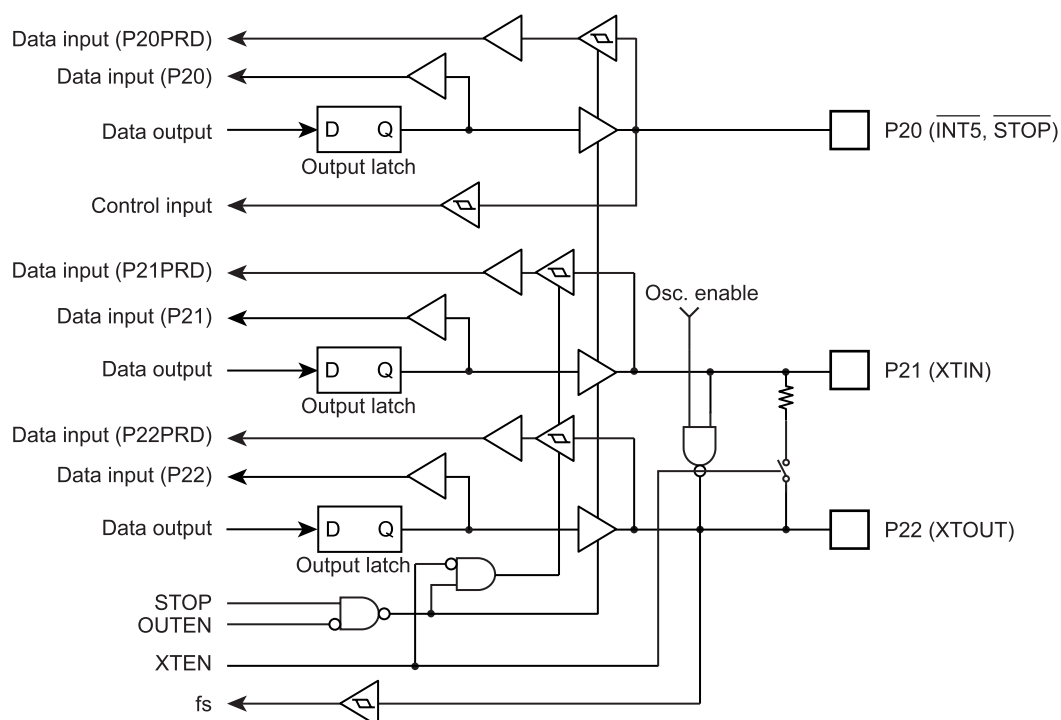 Data input (P20PRD)
Data input (P20)
Data output
D Q
Output latch
P20 (INT5, STOP)
Control input
Data input (P21PRD)
Osc. enable
Data input (P21)
Data output
D Q
Output latch
P21 (XTIN)
Data input (P22PRD)
Data input (P22)
Data output
D Q
Output latch
P22 (XTOUT)
STOP
OUTEN
XTEN
fs